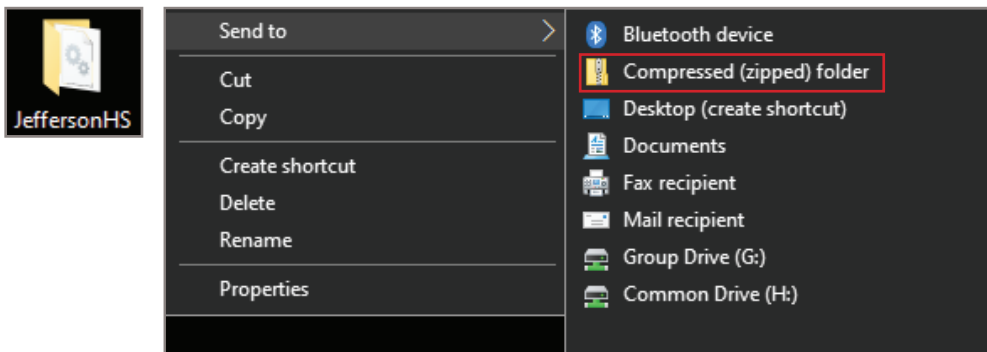 JeffersonHS
Send to
Cut
Copy
Create shortcut
Delete
Rename
Properties
Bluetooth device
Compressed (zipped) folder
Desktop (create shortcut)
Documents
Fax recipient
Mail recipient
Group Drive (G:)
Common Drive (H:)